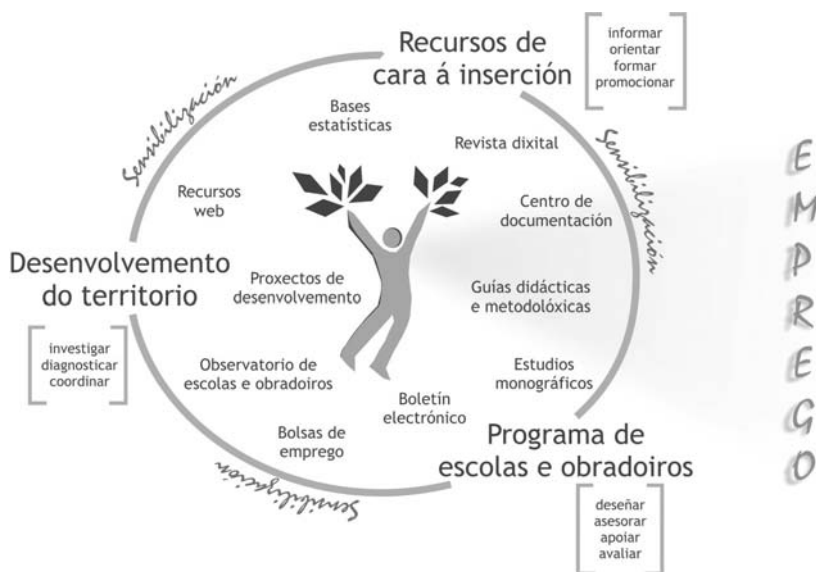 Recursos de
cara á inserción
informar
orientar
formar
promocionar
Sensibilización
Bases
estatísticas
Revista dixital
Sensibilización
Recursos
web
Centro de
documentación
Desenvolvemento
do territorio
Proxectos de
desenvolvemento
Guías didácticas
e metodolóxicas
investigar
diagnosticar
coordinar
Observatorio de
escolas e obradoiros
Estudios
monográficos
Boletín
electrónico
Bolsas de
emprego
Programa de
escolas e obradoiros
Sensibilización
deseñar
asesorar
apoiar
avaliar
EMPREGO